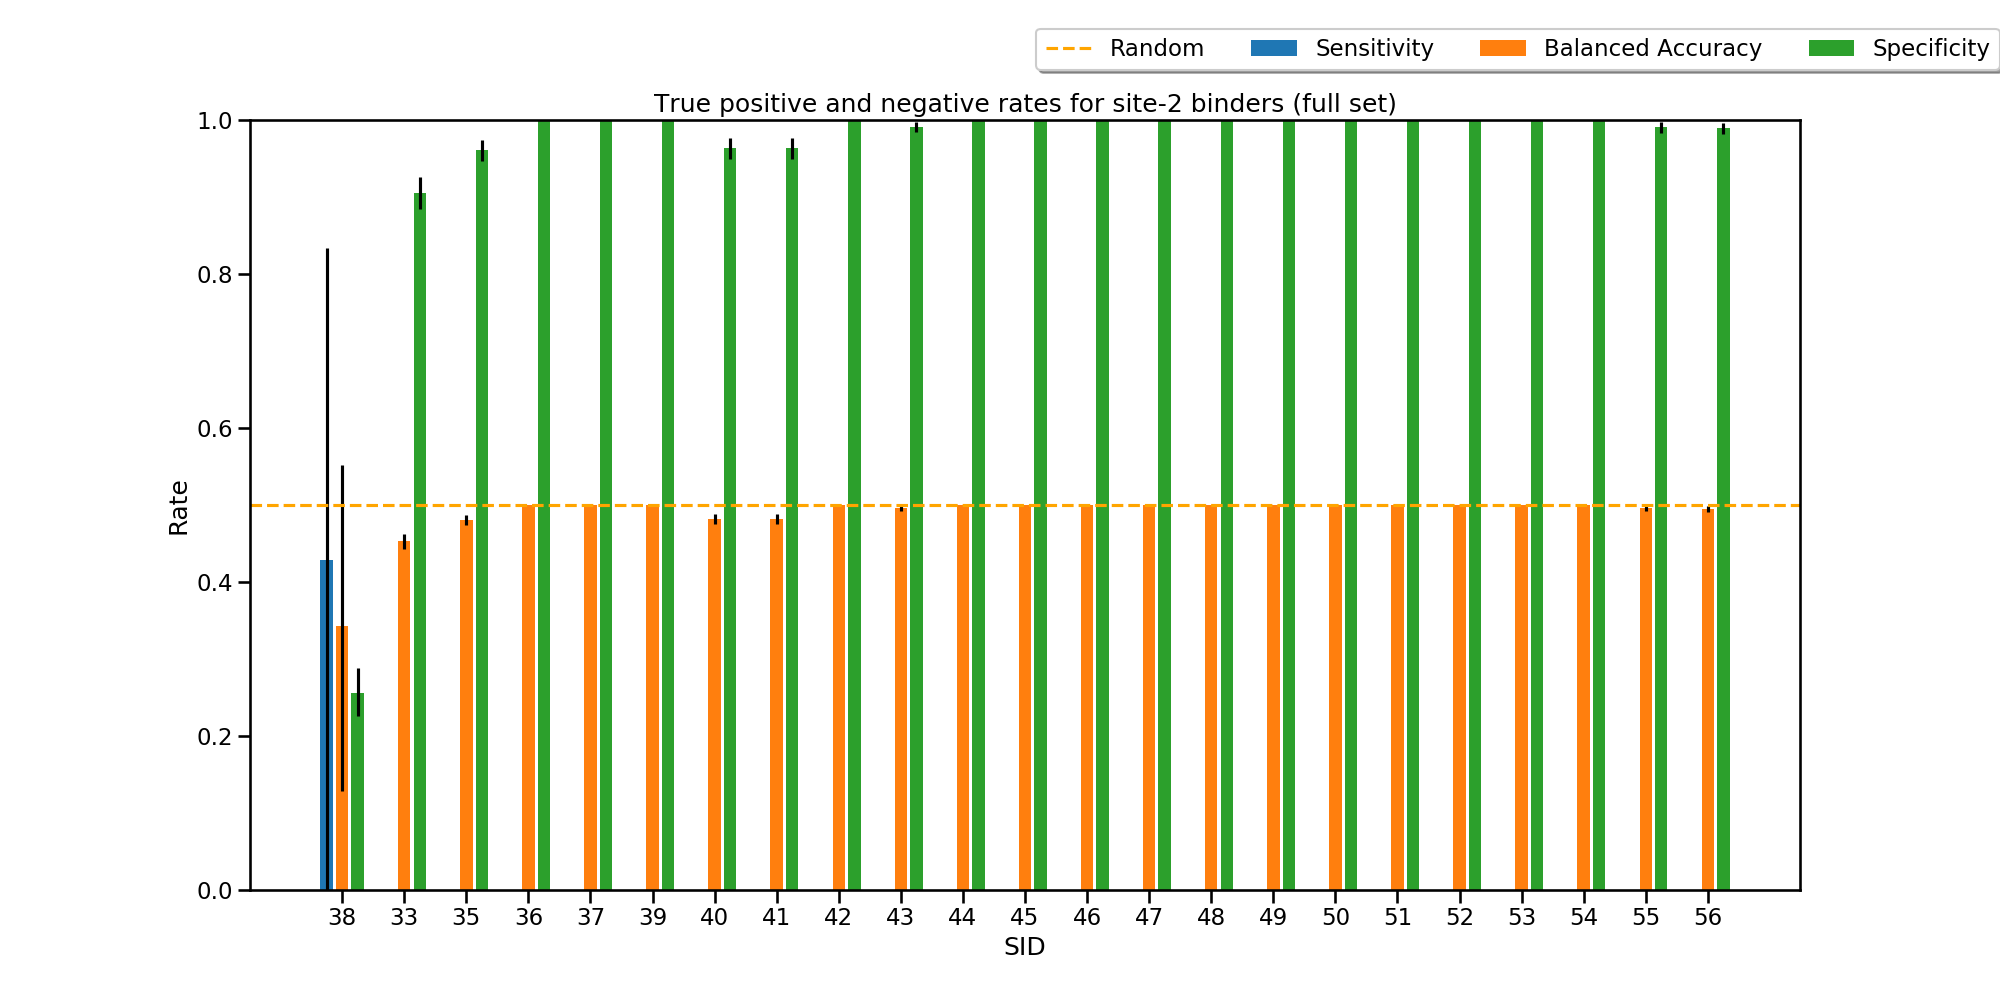 Random Sensitivity Balanced Accuracy Specificity
True positive and negative rates for site-2 binders (full set)
1.0
0.8
0.6
0.4
0.2
0.0
Rate
38 33 35 36 37 39 40 41 42 43 44 45 46 47 48 49 50 51 52 53 54 55 56
SID